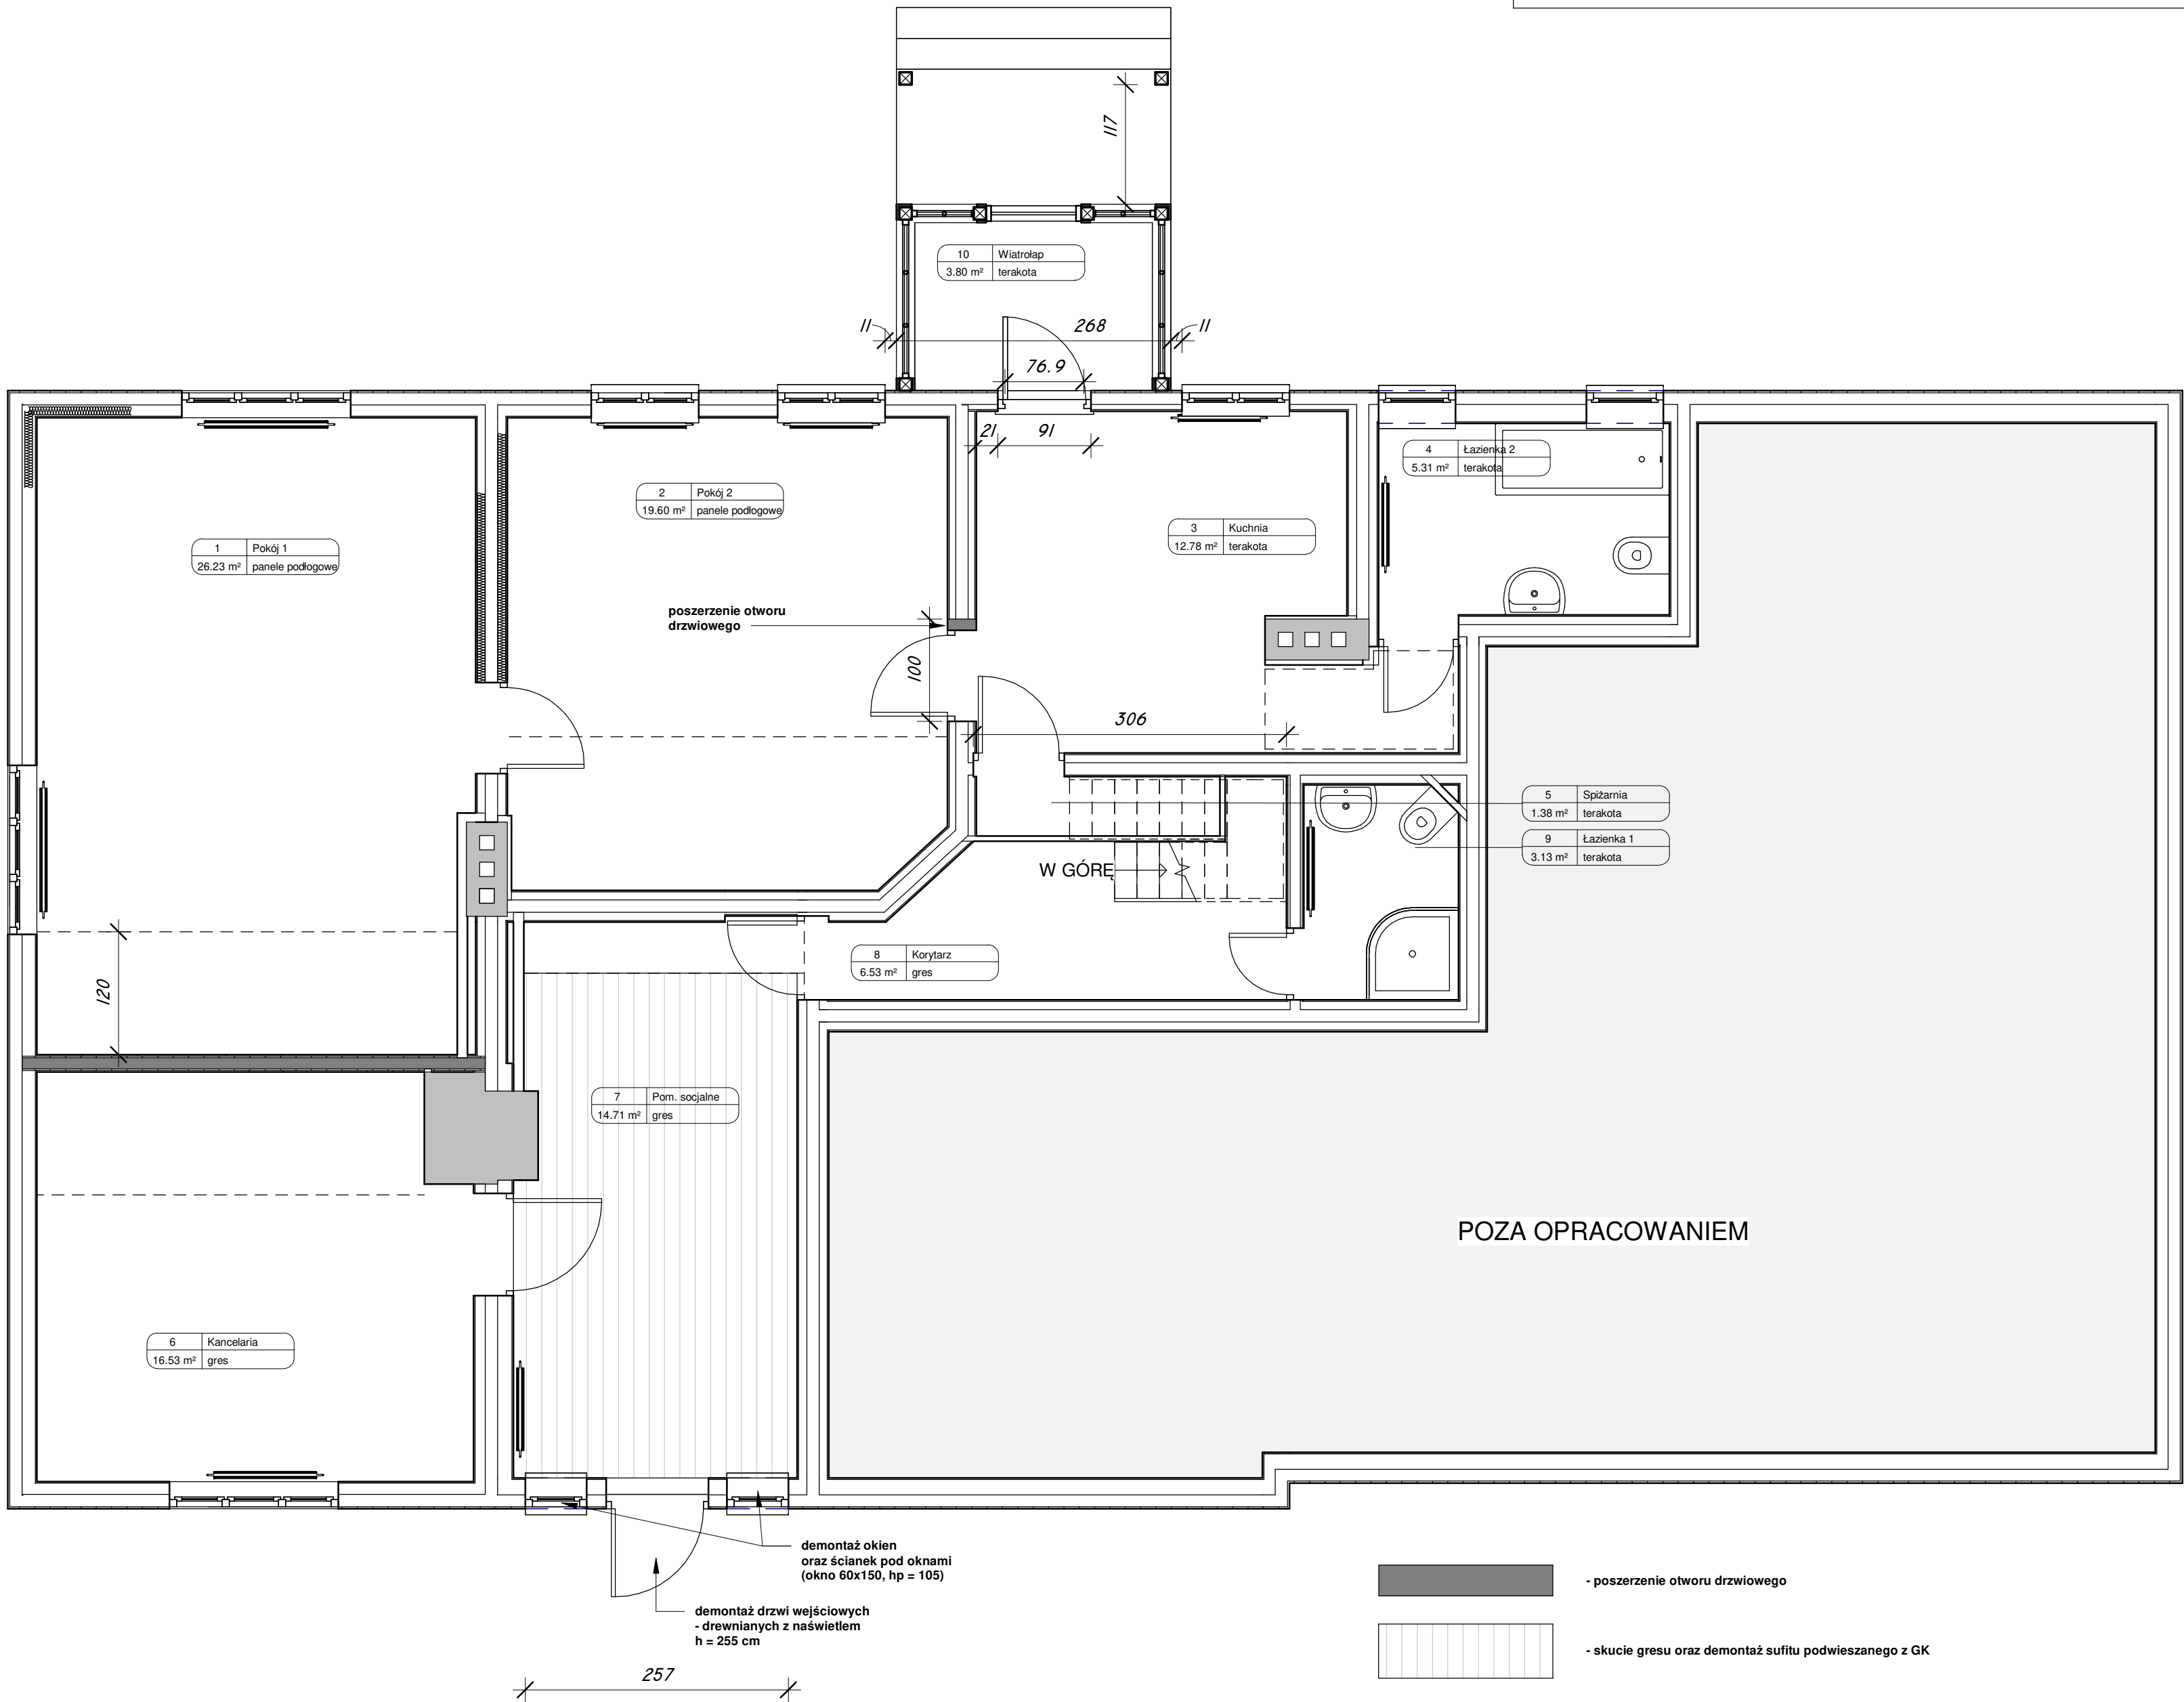 117
10 Wiatrołap
3.80 m² terakota
11 268 11
76.9
21 91
4 Łazienka 2
5.31 m² terakota
2 Pokój 2
19.60 m² panele podłogowe
3 Kuchnia
12.78 m² terakota
1 Pokój 1
26.23 m² panele podłogowe
poszerzenie otworu
drzwiowego
100
306
5 Spiżarnia
1.38 m² terakota
9 Łazienka 1
3.13 m² terakota
W GÓRĘ
8 Korytarz
6.53 m² gres
120
7 Pom. socjalne
14.71 m² gres
POZA OPRACOWANIEM
6 Kancelaria
16.53 m² gres
demontaż okien
oraz ścianek pod oknami
(okno 60x150, hp = 105)
- poszerzenie otworu drzwiowego
demontaż drzwi wejściowych
- drewnianych z naświetlem
h = 255 cm
- skucie gresu oraz demontaż sufitu podwieszanego z GK
257